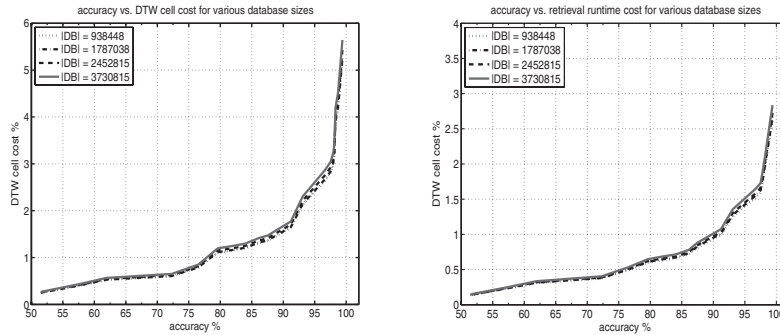 accuracy vs. DTW cell cost for various database sizes
6
5
4
3
2
1
0
DTW cell cost %
|DB| = 938448
|DB| = 1787038
|DB| = 2452815
|DB| = 3730815
50 55 60 65 70 75 80 85 90 95 100
accuracy %
accuracy vs. retrieval runtime cost for various database sizes
4
3.5
3
2.5
2
1.5
1
0.5
0
DTW cell cost %
|DB| = 938448
|DB| = 1787038
|DB| = 2452815
|DB| = 3730815
50 55 60 65 70 75 80 85 90 95 100
accuracy %